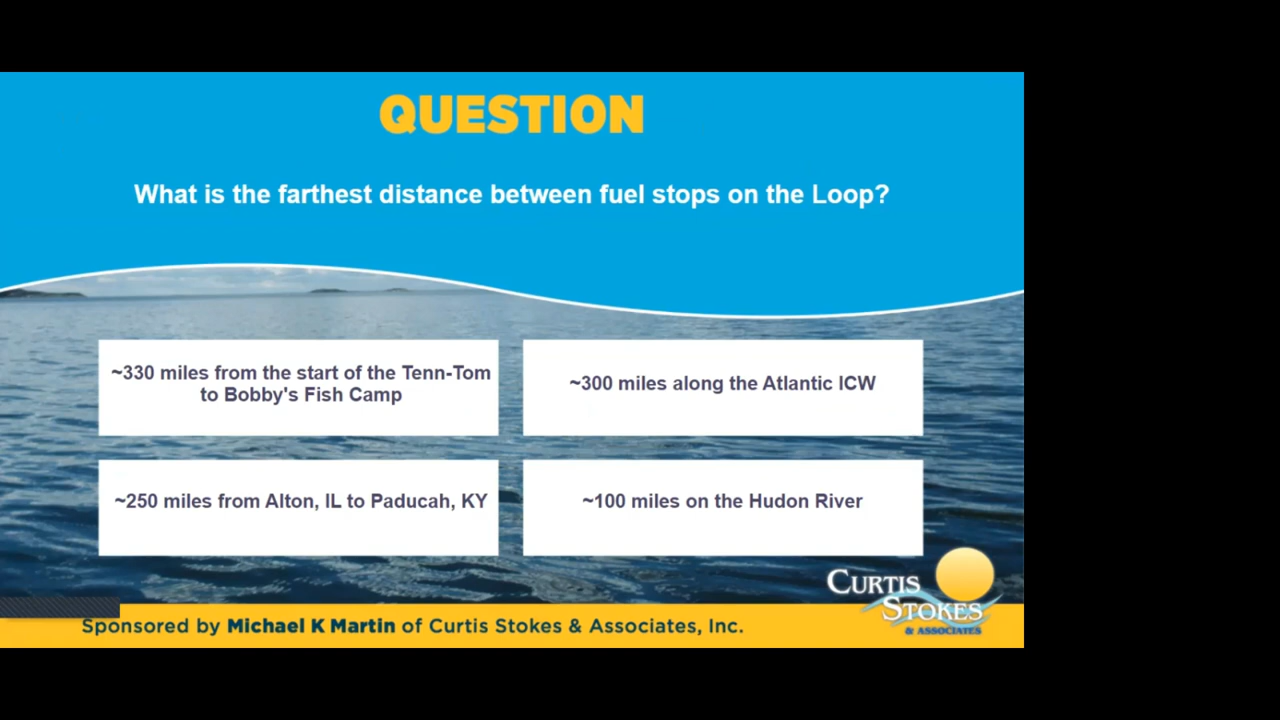 QUESTION
What is the farthest distance between fuel stops on the Loop?
~330 miles from the start of the Tenn-Tom
to Bobby's Fish Camp
~300 miles along the Atlantic ICW
~250 miles from Alton, IL to Paducah, KY
~100 miles on the Hudon River
CURTIS
STOKES
& ASSOCIATES
Sponsored by Michael K Martin of Curtis Stokes & Associates, Inc.